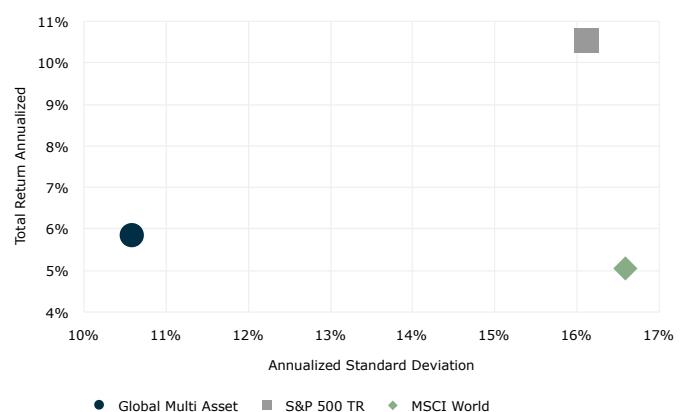 11%
10%
9%
8%
7%
6%
5%
4%
Total Return Annualized
10% 11% 12% 13% 14% 15% 16% 17%
Annualized Standard Deviation
Global Multi Asset S&P 500 TR MSCI World